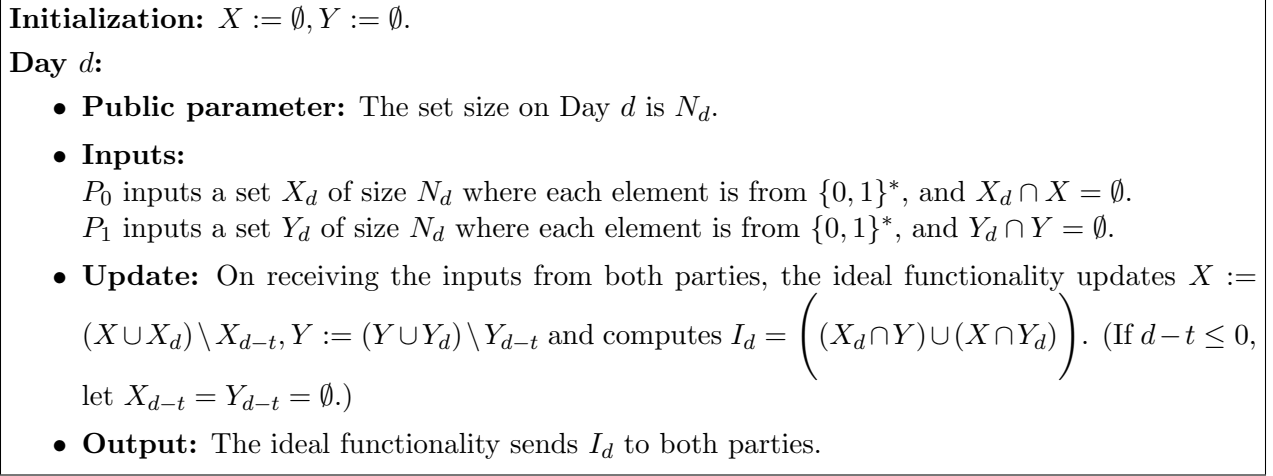 Initialization: X := ∅, Y := ∅.
Day d:
• Public parameter: The set size on Day d is N_d.
• Inputs:
P_0 inputs a set X_d of size N_d where each element is from {0, 1}^*, and X_d ∩ X = ∅.
P_1 inputs a set Y_d of size N_d where each element is from {0, 1}^*, and Y_d ∩ Y = ∅.
• Update: On receiving the inputs from both parties, the ideal functionality updates X :=
(X ∪ X_d) \ X_{d−t}, Y := (Y ∪ Y_d) \ Y_{d−t} and computes I_d = ((X_d ∩ Y) ∪ (X ∩ Y_d)). (If d − t ≤ 0,
let X_{d−t} = Y_{d−t} = ∅.)
• Output: The ideal functionality sends I_d to both parties.